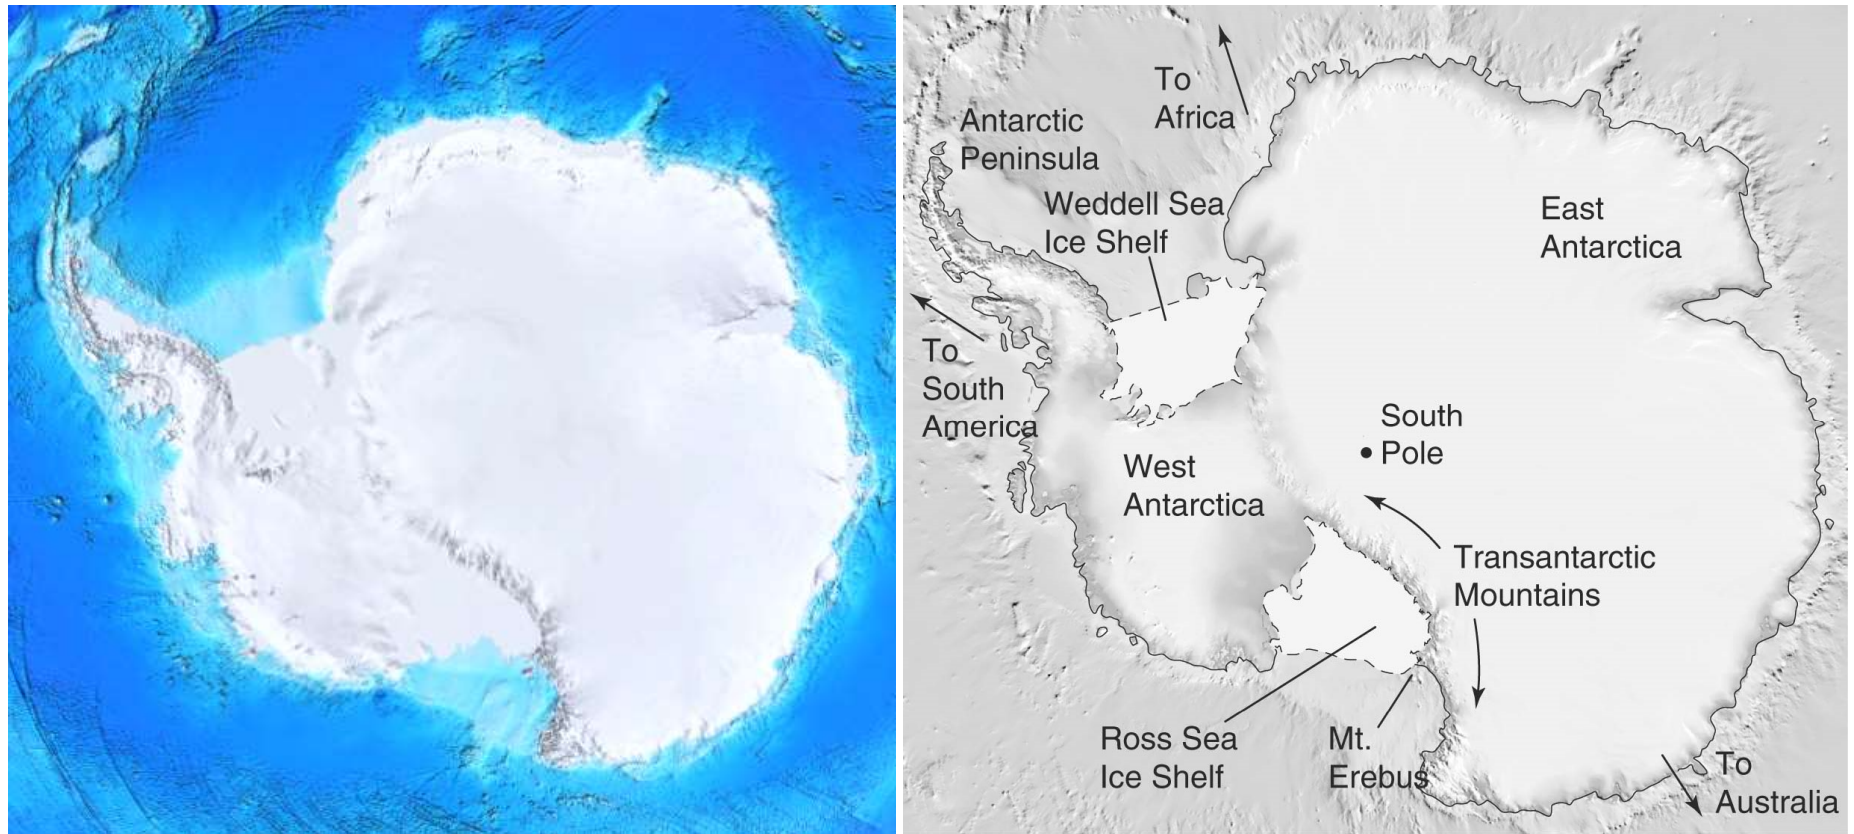 To
Africa
Antarctic
Peninsula
Weddell Sea
Ice Shelf
East
Antarctica
To
South
America
South
Pole
West
Antarctica
Transantarctic
Mountains
Ross Sea
Ice Shelf
Mt.
Erebus
To
Australia